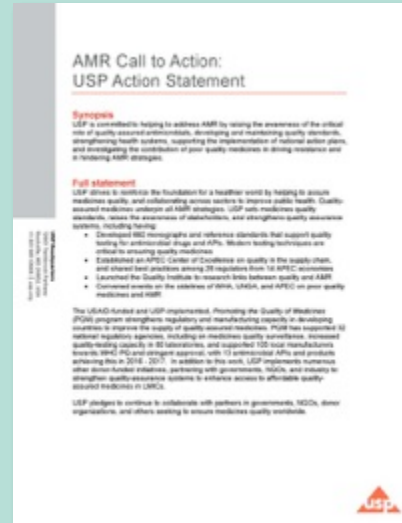 AMR Call to Action:
USP Action Statement
Synopsis
USP is committed to helping to address AMR by raising the awareness of the critical
role of quality-assured antimicrobials, developing and maintaining quality standards,
strengthening health systems, supporting the implementation of national action plans,
and investigating the contribution of poor quality medicines in driving resistance and
in hindering AMR strategies.
Full statement
USP strives to reinforce the foundation for a healthier world by helping to assure
medicines quality, and collaborating across sectors to improve public health. Quality-
assured medicines underpin all AMR strategies. USP sets medicines quality
standards, raises the awareness of stakeholders, and strengthens quality assurance
systems, including having:
• Developed monographs and reference standards that support quality
testing for antimicrobial drugs and APIs. Modern testing techniques are
critical to ensuring quality medicines.
• Established an APEC Center of Excellence on quality in the supply chain,
and shared best practices among regulators from APEC economies
• Launched the Quality Institute to research links between quality and AMR
• Convened events on the sidelines of WHA, UNGA, and APEC on poor quality
medicines and AMR.
The USAID-funded and USP-implemented, Promoting the Quality of Medicines
(PQM) program strengthens regulatory and manufacturing capacity in developing
countries to improve the supply of quality-assured medicines. PQM has supported
national regulatory agencies, including on medicines quality surveillance, increased
quality-testing capacity in laboratories, and supported local manufacturers
towards WHO PQ and stringent approval, with 13 antimicrobial APIs and products
achieving this in 2016 - 2017. In addition to this work, USP implements numerous
other donor-funded initiatives, partnering with governments, NGOs, and industry to
strengthen quality-assurance systems to enhance access to affordable quality-
assured medicines in LMICs.
USP pledges to continue to collaborate with partners in governments, NGOs, donor
organizations, and others seeking to ensure medicines quality worldwide.
usp